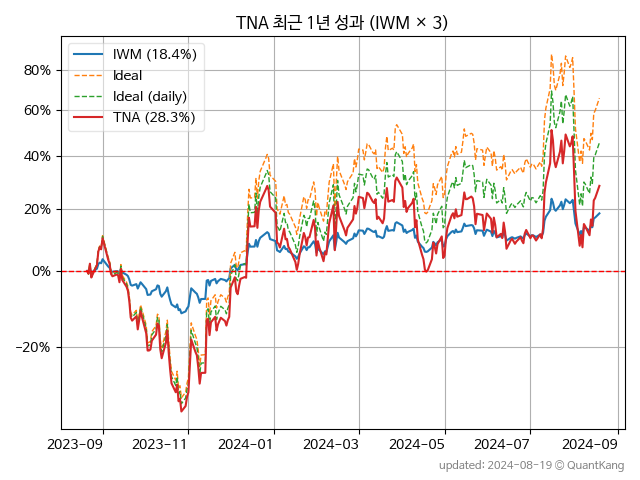 TNA 최근 1년 성과 (IWM × 3)
IWM (18.4%)
Ideal
Ideal (daily)
TNA (28.3%)
80%
60%
40%
20%
0%
−20%
2023−09
2023−11
2024−01
2024−03
2024−05
2024−07
2024−09
updated: 2024−08−19 © QuantKang